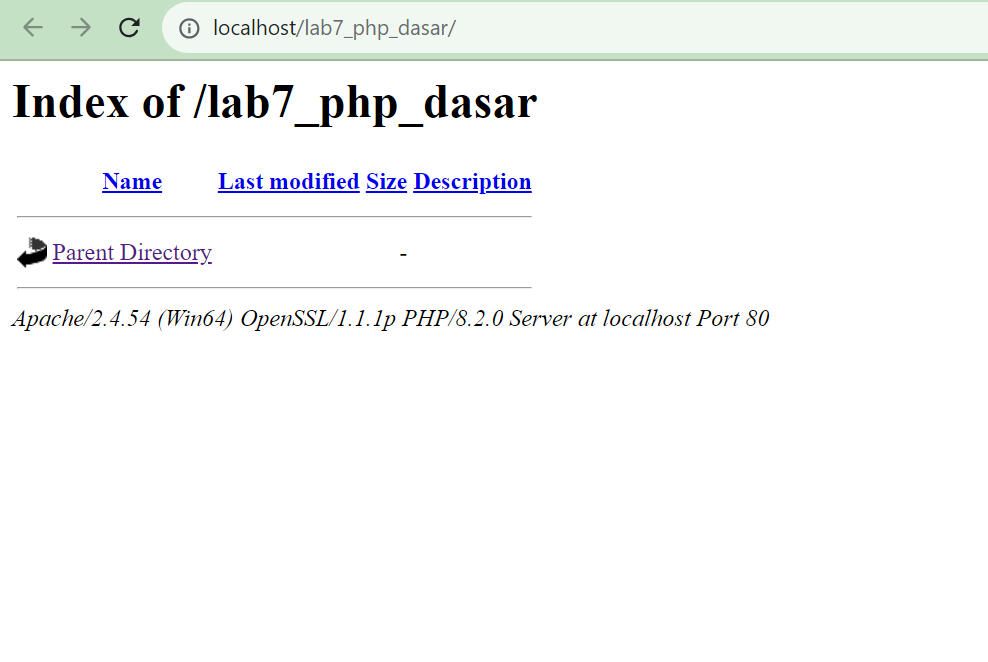 localhost/lab7_php_dasar/
Index of /lab7_php_dasar
Name Last modified Size Description
Parent Directory -
Apache/2.4.54 (Win64) OpenSSL/1.1.1p PHP/8.2.0 Server at localhost Port 80